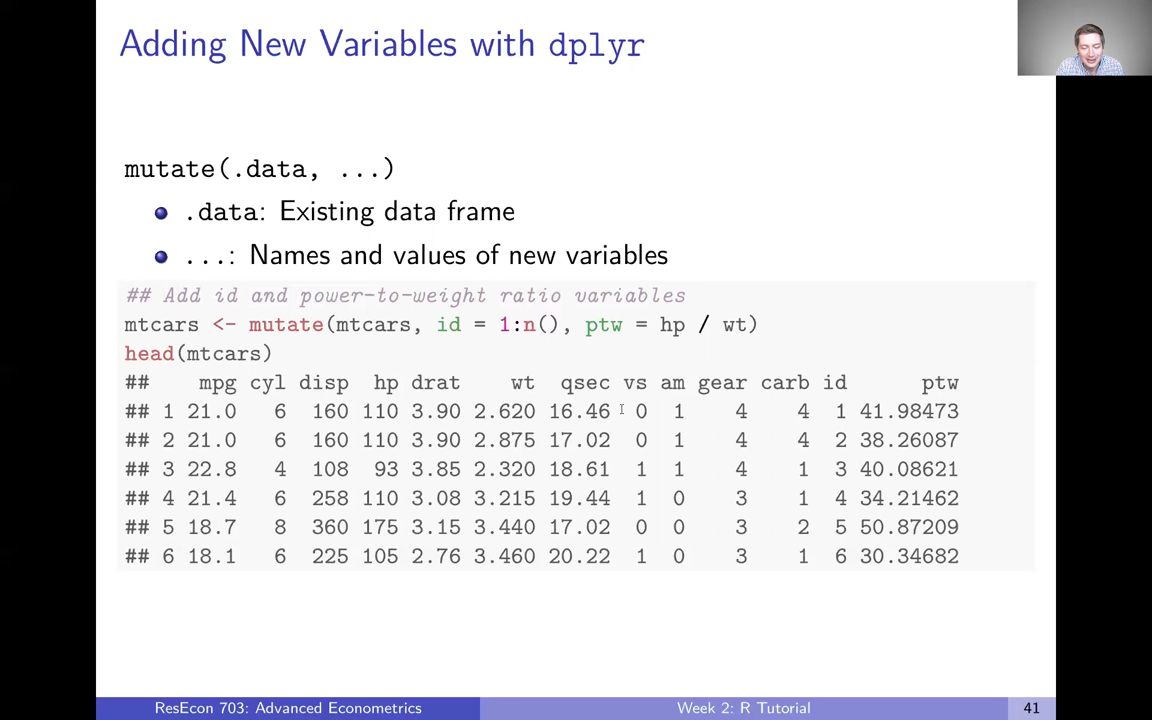 Adding New Variables with dplyr
mutate(.data, ...)
.data: Existing data frame
...: Names and values of new variables
## Add id and power-to-weight ratio variables
mtcars <- mutate(mtcars, id = 1:n(), ptw = hp / wt)
head(mtcars)
## mpg cyl disp hp drat wt qsec vs am gear carb id ptw
## 1 21.0 6 160 110 3.90 2.620 16.46 0 1 4 4 1 41.98473
## 2 21.0 6 160 110 3.90 2.875 17.02 0 1 4 4 2 38.26087
## 3 22.8 4 108 93 3.85 2.320 18.61 1 1 4 1 3 40.08621
## 4 21.4 6 258 110 3.08 3.215 19.44 1 0 3 1 4 34.21462
## 5 18.7 8 360 175 3.15 3.440 17.02 0 0 3 2 5 50.87209
## 6 18.1 6 225 105 2.76 3.460 20.22 1 0 3 1 6 30.34682
ResEcon 703: Advanced Econometrics Week 2: R Tutorial 41